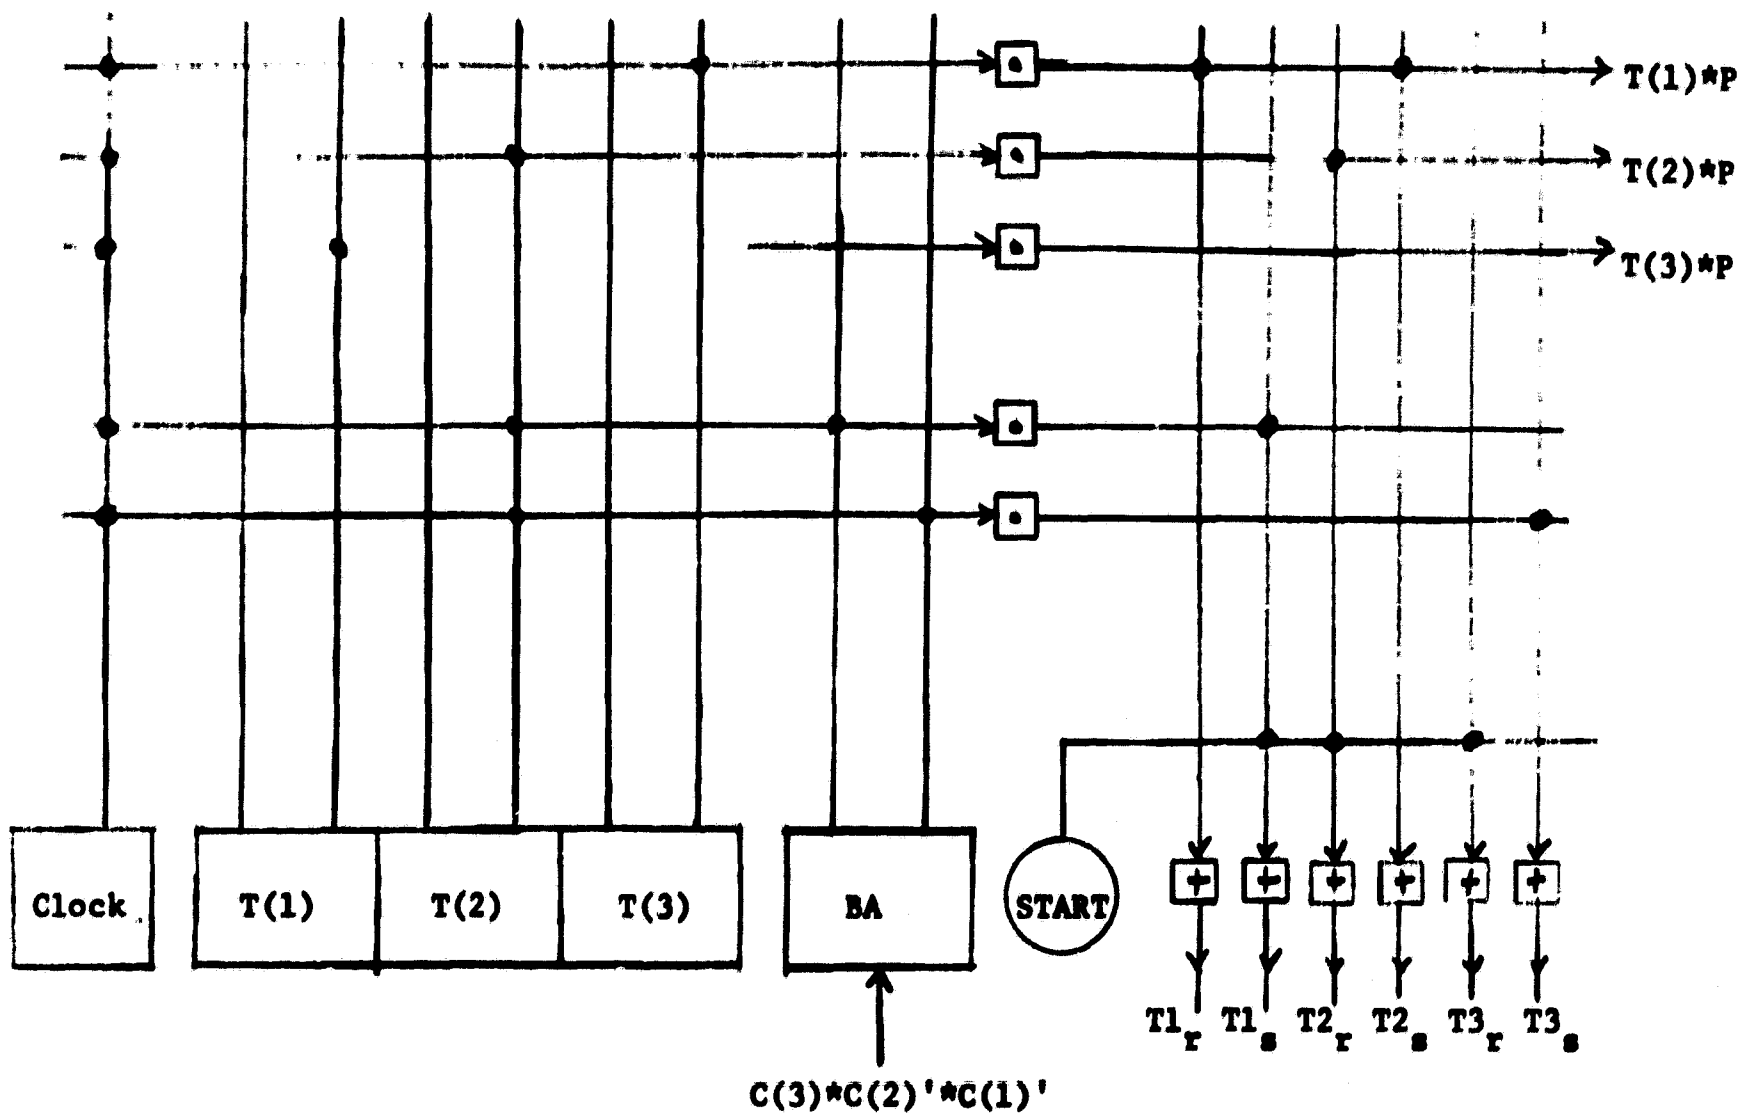 T(1)*P
T(2)*P
T(3)*P
Clock
T(1)
T(2)
T(3)
BA
START
+ + + + + +
T1r T1s T2r T2s T3r T3s
C(3)*C(2)'*C(1)'